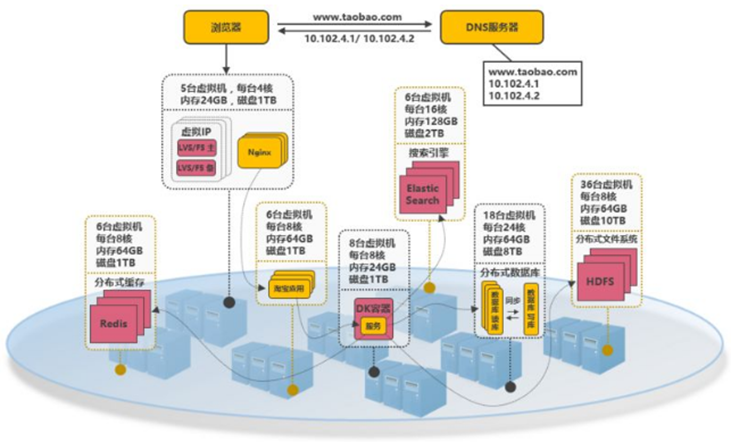 浏览器
www.taobao.com
10.102.4.1/ 10.102.4.2
DNS服务器
www.taobao.com
10.102.4.1
10.102.4.2
5台虚拟机，每台4核
内存24GB，磁盘1TB
虚拟IP
LVS/FS 主
LVS/FS 备
Nginx
6台虚拟机
每台16核
内存128GB
磁盘2TB
搜索引擎
Elastic
Search
36台虚拟机
每台8核
内存64GB
磁盘10TB
分布式文件系统
HDFS
6台虚拟机
每台8核
内存64GB
磁盘1TB
分布式缓存
Redis
6台虚拟机
每台8核
内存64GB
磁盘1TB
淘宝应用
8台虚拟机
每台8核
内存24GB
磁盘1TB
DK容器
服务
18台虚拟机
每台24核
内存64GB
磁盘8TB
分布式数据库
数据库 读库
同步
数据库 写库